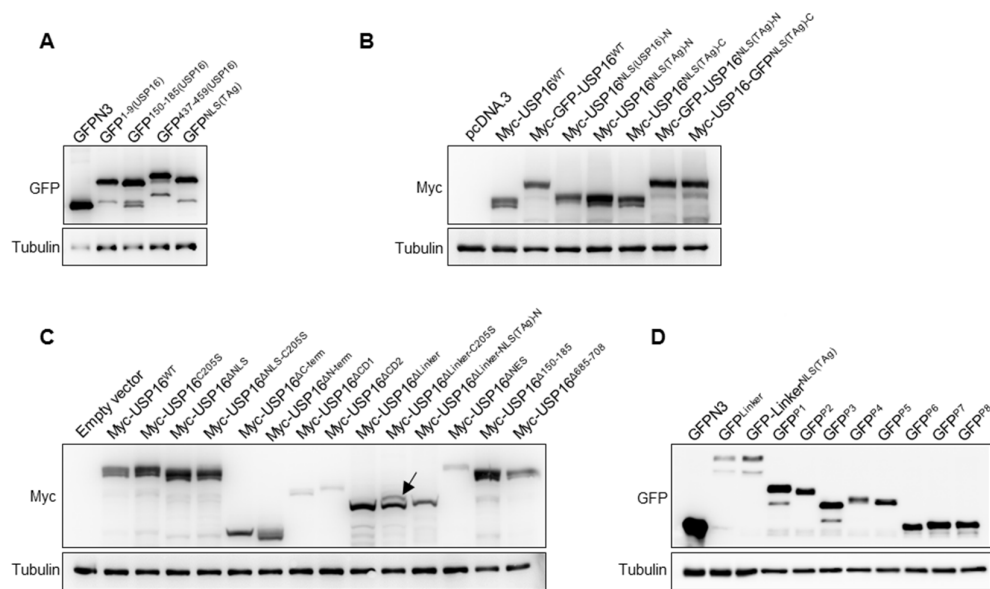 A
GFPN3
GFP1-9(USP16)
GFP150-185(USP16)
GFP437-459(USP16)
GFPNLS(TAg)
GFP
Tubulin
B
pcDNA.3
Myc-USP16WT
Myc-GFP-USP16WT
Myc-USP16NLS(USP16)-N
Myc-USP16NLS(TAg)-N
Myc-USP16NLS(TAg)-C
Myc-GFP-USP16NLS(TAg)-N
Myc-USP16-GFPNLS(TAg)-C
Myc
Tubulin
C
Empty vector
Myc-USP16WT
Myc-USP16C205S
Myc-USP16ΔNLS
Myc-USP16ΔNLS-C205S
Myc-USP16ΔC-term
Myc-USP16ΔN-term
Myc-USP16ΔCD1
Myc-USP16ΔCD2
Myc-USP16ΔLinker
Myc-USP16ΔLinker-C205S
Myc-USP16ΔLinker-NLS(TAg)-N
Myc-USP16ΔNES
Myc-USP16Δ150-185
Myc-USP16Δ685-708
Myc
Tubulin
D
GFPN3
GFPLinker
GFP-LinkerNLS(TAg)
GFPP1
GFPP2
GFPP3
GFPP4
GFPP5
GFPP6
GFPP7
GFPP8
GFP
Tubulin